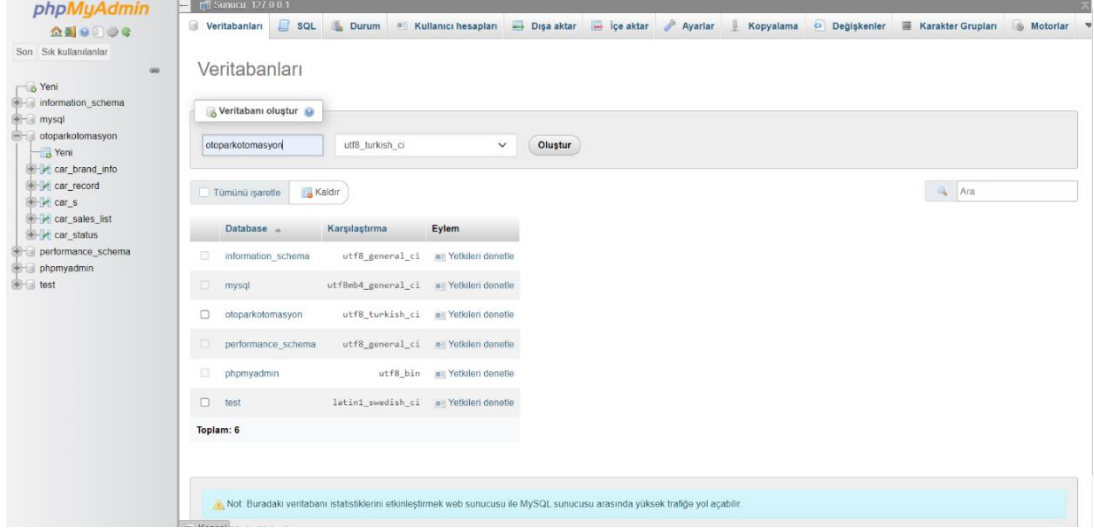 phpMyAdmin
Son Sık kullanılanlar
Yeni
information_schema
mysql
otoparkotomasyon
Yeni
car_brand_info
car_record
car_s
car_sales_list
car_status
performance_schema
phpmyadmin
test
Sunucu: 127.0.0.1
Veritabanları SQL Durum Kullanıcı hesapları Dışa aktar İçe aktar Ayarlar Kopyalama Değişkenler Karakter Grupları Motorlar
Veritabanları
Veritabanı oluştur
otoparkotomasyon utf8_turkish_ci Oluştur
Tümünü işaretle Kaldır Ara
Database Karşılaştırma Eylem
information_schema utf8_general_ci Yetkileri denetle
mysql utf8mb4_general_ci Yetkileri denetle
otoparkotomasyon utf8_turkish_ci Yetkileri denetle
performance_schema utf8_general_ci Yetkileri denetle
phpmyadmin utf8_bin Yetkileri denetle
test latin1_swedish_ci Yetkileri denetle
Toplam: 6
Not: Buradaki veritabanı istatistiklerini etkinleştirmek web sunucusu ile MySQL sunucusu arasında yüksek trafiğe yol açabilir.